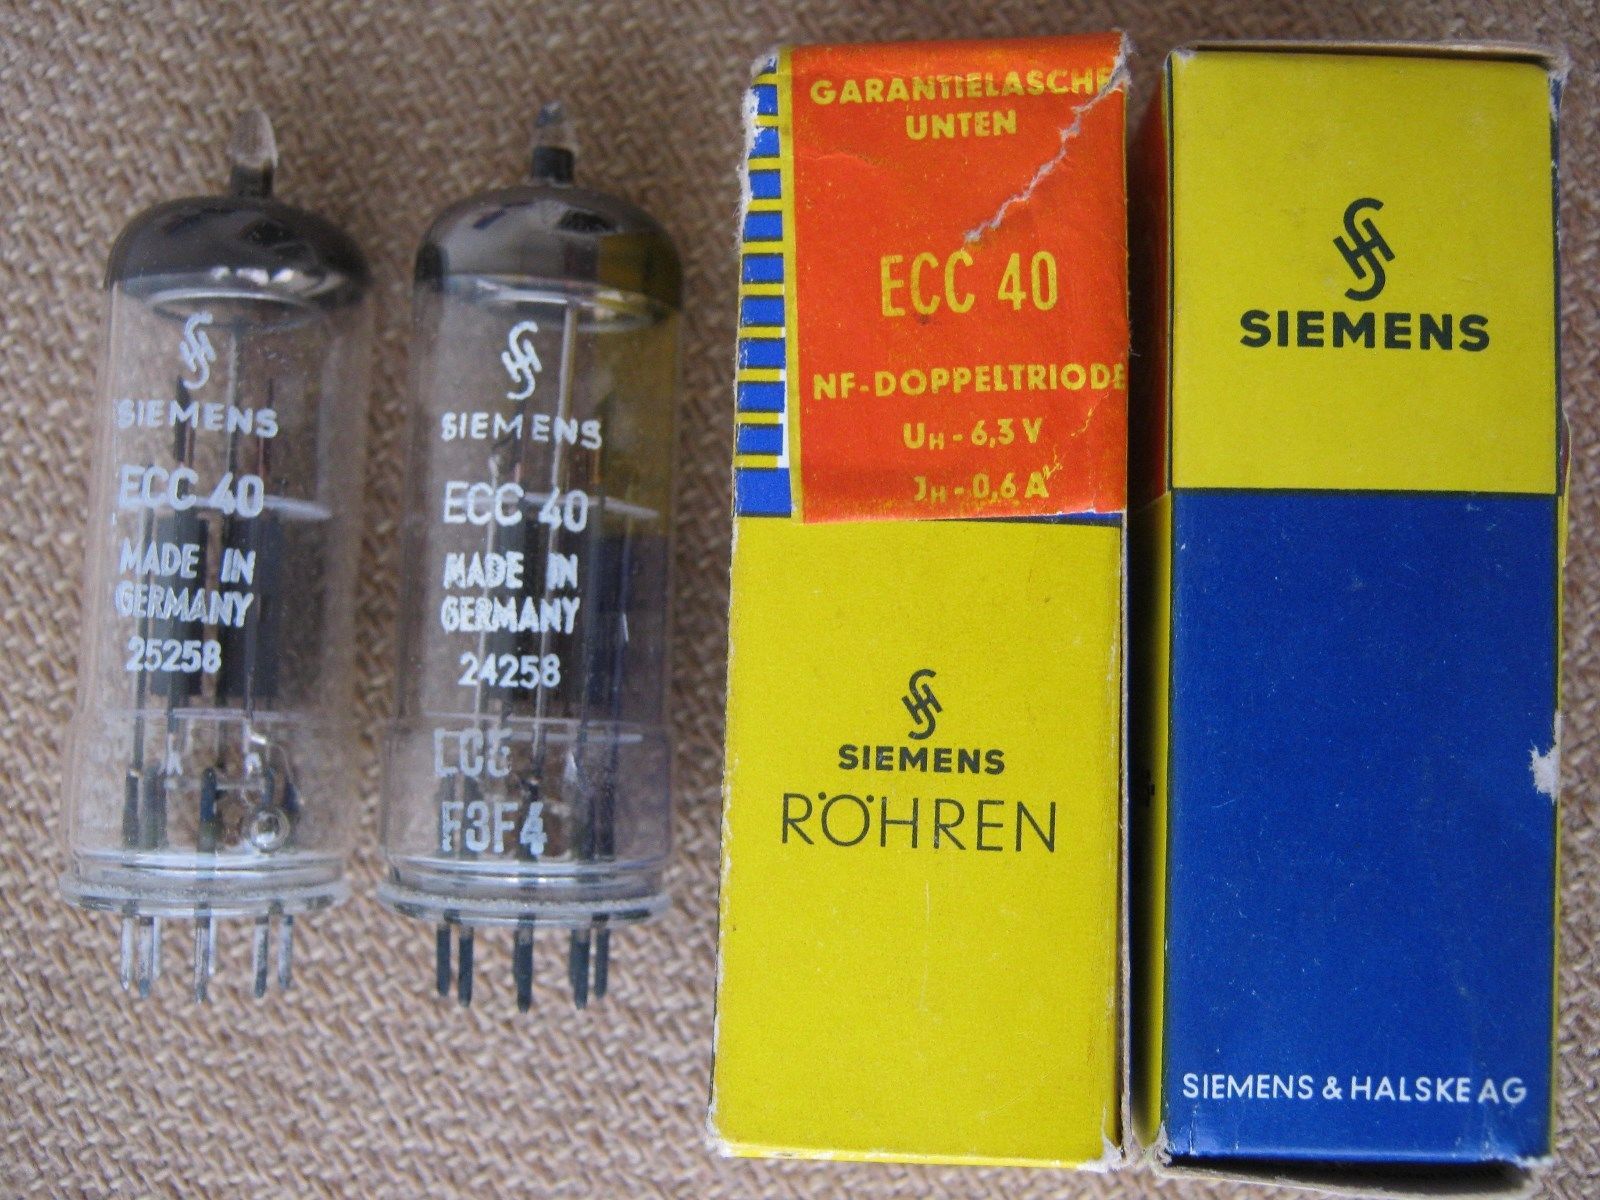 SIEMENS
ECC 40
MADE IN
GERMANY
25258
SIEMENS
ECC 40
MADE IN
GERMANY
24258
F3F4
GARANTIELASCHE
UNTEN
ECC 40
NF-DOPPELTRIODE
UH - 6,3 V
JH - 0,6 A
SIEMENS
RÖHREN
SIEMENS
SIEMENS & HALSKE AG